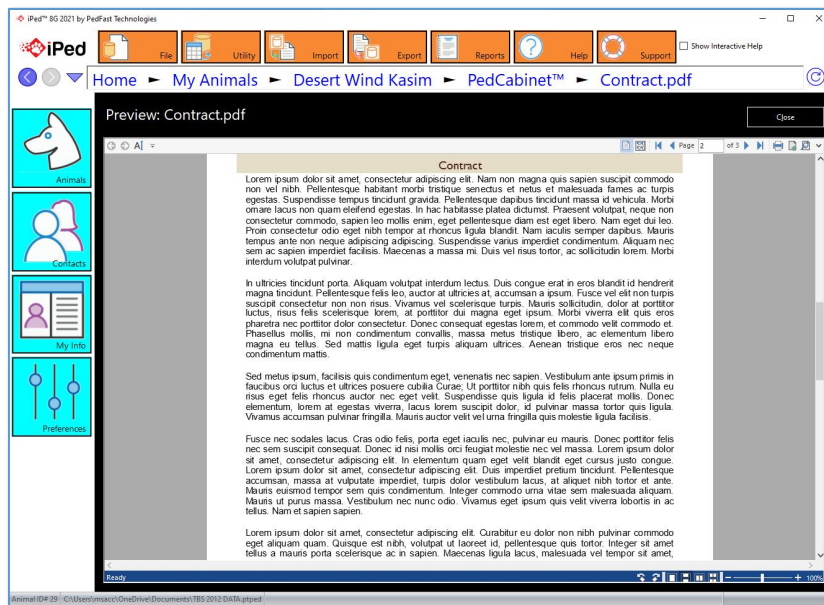 iPed™ 8G 2021 by PedFast Technologies
iPed
File
Utility
Import
Export
Reports
Help
Support
Show Interactive Help
Home ► My Animals ► Desert Wind Kasim ► PedCabinet™ ► Contract.pdf
Animals
Contacts
My Info
Preferences
Preview: Contract.pdf
Close
Page 2 of 3
Contract
Lorem ipsum dolor sit amet, consectetur adipiscing elit. Nam non magna quis sapien suscipit commodo
non vel nibh. Pellentesque habitant morbi tristique senectus et netus et malesuada fames ac turpis
egestas. Suspendisse tempus tincidunt gravida. Pellentesque dapibus tincidunt massa id vehicula. Morbi
ornare lacus non quam eleifend egestas. In hac habitasse platea dictumst. Praesent volutpat, neque non
consectetur commodo, sapien leo mollis enim, eget pellentesque diam est eget libero. Nam eget dui leo.
Proin consectetur odio eget nibh tempor at rhoncus ligula blandit. Nam iaculis semper dapibus. Mauris
tempus ante non neque adipiscing adipiscing. Suspendisse varius imperdiet condimentum. Aliquam nec
sem ac sapien imperdiet facilisis. Maecenas a massa mi. Duis vel risus tortor, ac sollicitudin lorem. Morbi
interdum volutpat pulvinar.
In ultricies tincidunt porta. Aliquam volutpat interdum lectus. Duis congue erat in eros blandit id hendrerit
magna tincidunt. Pellentesque felis leo, auctor at ultricies at, accumsan a ipsum. Fusce vel elit non turpis
suscipit consectetur non non risus. Vivamus vel scelerisque turpis. Mauris sollicitudin, dolor at porttitor
luctus, risus felis scelerisque lorem, at porttitor dui magna eget ipsum. Morbi viverra elit quis eros
pharetra nec porttitor dolor consectetur. Donec consequat egestas lorem, et commodo velit commodo et.
Phasellus mollis, mi non condimentum convallis, massa metus tristique libero, ac elementum libero
magna eu tellus. Sed mattis ligula eget turpis aliquam ultrices. Aenean tristique eros nec neque
condimentum mattis.
Sed metus ipsum, facilisis quis condimentum eget, venenatis nec sapien. Vestibulum ante ipsum primis in
faucibus orci luctus et ultrices posuere cubilia Curae; Ut porttitor nibh quis felis rhoncus rutrum. Nulla eu
risus eget felis rhoncus auctor nec eget velit. Suspendisse quis ligula id felis placerat mollis. Donec
elementum, lorem at egestas viverra, lacus lorem suscipit dolor, id pulvinar massa tortor quis ligula.
Vivamus accumsan pulvinar fringilla. Mauris auctor velit vel urna fringilla quis molestie ligula facilisis.
Fusce nec sodales lacus. Cras odio felis, porta eget iaculis nec, pulvinar eu mauris. Donec porttitor felis
nec sem suscipit consequat. Donec id nisi mollis orci feugiat molestie nec vel massa. Lorem ipsum dolor
sit amet, consectetur adipiscing elit. In elementum quam eget velit blandit eget cursus justo congue.
Lorem ipsum dolor sit amet, consectetur adipiscing elit. Duis imperdiet pretium tincidunt. Pellentesque
accumsan, massa at vulputate imperdiet, turpis dolor vestibulum lacus, at aliquet nibh tortor et ante.
Mauris euismod tempor sem quis condimentum. Integer commodo urna vitae sem malesuada aliquam.
Mauris ut purus massa. Vestibulum nec nunc odio. Vivamus eget ipsum quis velit viverra lobortis in ac
tellus. Nam et sapien sapien.
Lorem ipsum dolor sit amet, consectetur adipiscing elit. Curabitur eu dolor non nibh pulvinar commodo
eget aliquam quam. Quisque est nibh, volutpat ut laoreet id, pellentesque quis tortor. Integer sit amet
tellus a mauris porta scelerisque ac in sapien. Maecenas ligula lacus, malesuada vel tempor sit amet,
Ready
100%
Animal ID# 29 C:\Users\msacc\OneDrive\Documents\TBS 2012 DATA.ptped